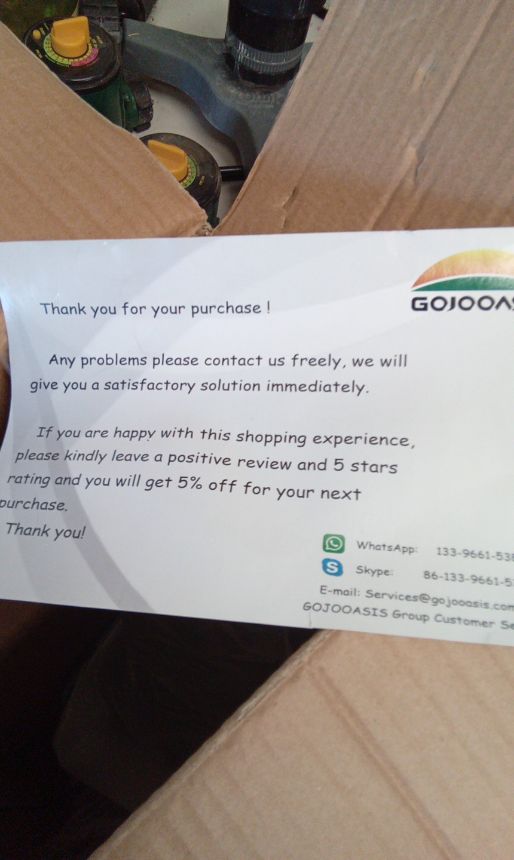 GOJOOAS
Thank you for your purchase !
Any problems please contact us freely, we will
give you a satisfactory solution immediately.
If you are happy with this shopping experience,
please kindly leave a positive review and 5 stars
rating and you will get 5% off for your next
purchase.
Thank you!
WhatsApp: 133-9661-538
Skype: 86-133-9661-5
E-mail: Services@gojooasis.com
GOJOOASIS Group Customer Se